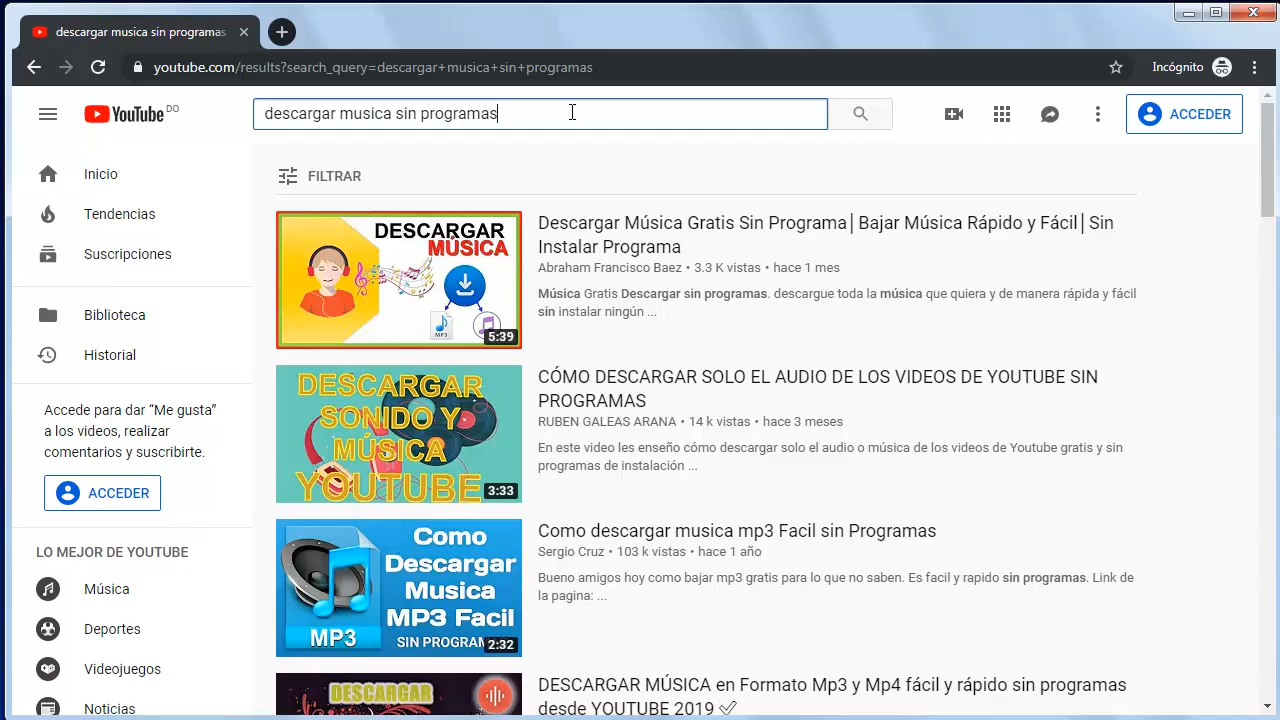 descargar musica sin programas
youtube.com/results?search_query=descargar+musica+sin+programas
Incógnito
YouTube DO
descargar musica sin programas
ACCEDER
Inicio
Tendencias
Suscripciones
Biblioteca
Historial
Accede para dar “Me gusta”
a los videos, realizar
comentarios y suscribirte.
ACCEDER
LO MEJOR DE YOUTUBE
Música
Deportes
Videojuegos
Noticias
FILTRAR
DESCARGAR
MÚSICA
MP3
5:39
Descargar Música Gratis Sin Programa│Bajar Música Rápido y Fácil│Sin
Instalar Programa
Abraham Francisco Baez • 3.3 K vistas • hace 1 mes
Música Gratis Descargar sin programas. descargue toda la música que quiera y de manera rápida y fácil
sin instalar ningún ...
DESCARGAR
SONIDO Y
MÚSICA
YOUTUBE
3:33
CÓMO DESCARGAR SOLO EL AUDIO DE LOS VIDEOS DE YOUTUBE SIN
PROGRAMAS
RUBEN GALEAS ARANA • 14 k vistas • hace 3 meses
En este video les enseño cómo descargar solo el audio o música de los videos de Youtube gratis y sin
programas de instalación ...
Como
Descargar
Musica
MP3 Facil
MP3
SIN PROGRAM
2:32
Como descargar musica mp3 Facil sin Programas
Sergio Cruz • 103 k vistas • hace 1 año
Bueno amigos hoy como bajar mp3 gratis para lo que no saben. Es facil y rapido sin programas. Link de
la pagina: ...
DESCARGAR
DESCARGAR MÚSICA en Formato Mp3 y Mp4 fácil y rápido sin programas
desde YOUTUBE 2019 ✅